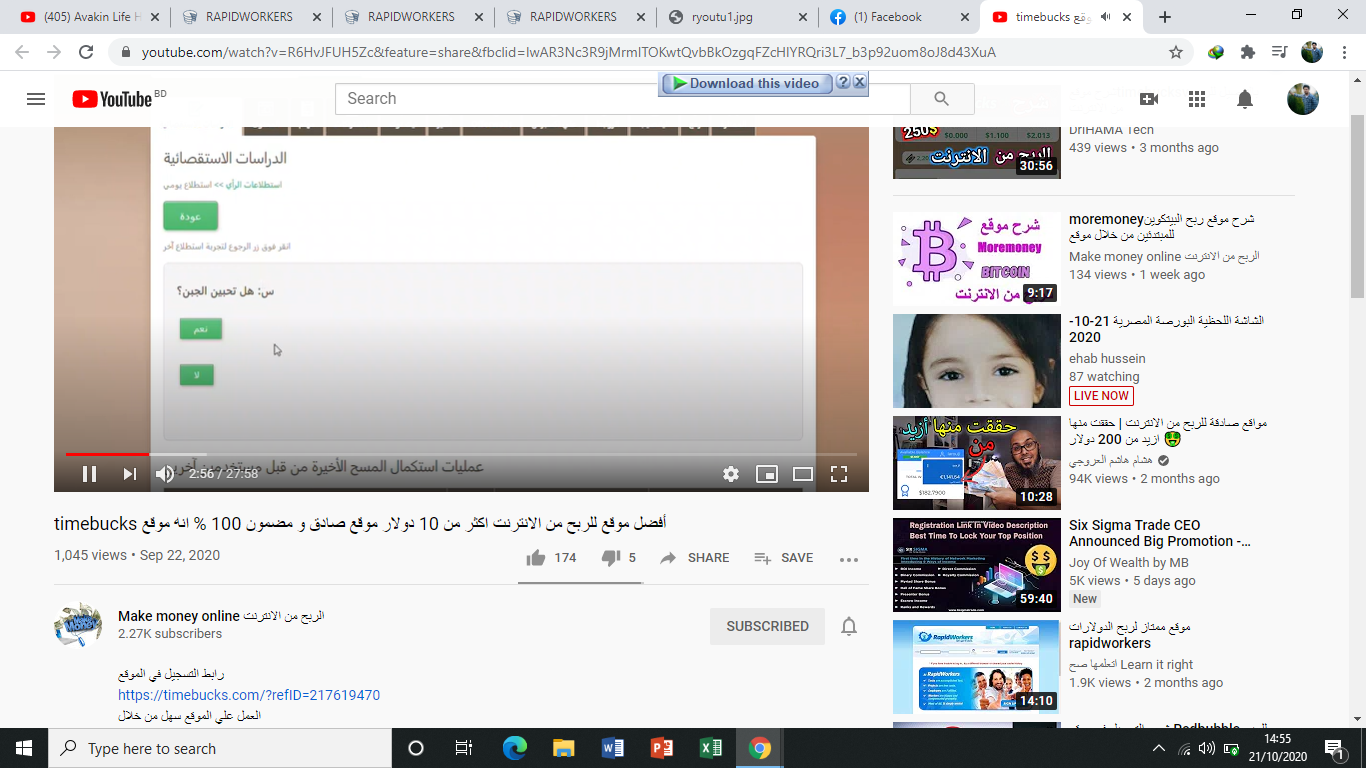 (405) Avakin Life H
RAPIDWORKERS
RAPIDWORKERS
RAPIDWORKERS
ryoutu1.jpg
(1) Facebook
timebucks موقع
youtube.com/watch?v=R6HvJFUH5Zc&feature=share&fbclid=IwAR3Nc3R9jMrmlTOKwtQvbBkOzgqFZcHlYRQri3L7_b3p92uom8oJ8d43XuA
Download this video
YouTube BD
Search
الدراسات الاستقصائية
استطلاعات الرأي >> استطلاع يومي
عودة
انقر فوق زر الرجوع لتجربة استطلاع آخر
س: هل تحبين الجبن؟
نعم
لا
عمليات استكمال المسح الأخيرة من قبل
2:56 / 27:58
أفضل موقع للربح من الانترنت اكثر من 10 دولار موقع صادق و مضمون 100 % انه موقع timebucks
1,045 views • Sep 22, 2020
174
5
SHARE
SAVE
Make money online الربح من الانترنت
2.27K subscribers
SUBSCRIBED
رابط التسجيل في الموقع
https://timebucks.com/?refID=217619470
العمل علي الموقع سهل من خلال
250$
$0.000
$1.100
$2.013
الربح من الانترنت
30:56
DrIHAMA Tech
439 views • 3 months ago
شرح موقع
Moremoney
BITCOIN
من الانترنت
9:17
شرح موقع ربح البيتكوين moremoney
للمبتدئين من خلال موقع
Make money online الربح من الانترنت
134 views • 1 week ago
الشاشة اللحظية البورصة المصرية 21-10-
2020
ehab hussein
87 watching
LIVE NOW
حققت منها أزيد
من
$182.7900
10:28
مواقع صادقة للربح من الانترنت | حققت منها
ازيد من 200 دولار
هشام هاشم العروجي
94K views • 2 months ago
Registration Link In Video Description
Best Time To Lock Your Top Position
SIX SIGMA
59:40
Six Sigma Trade CEO
Announced Big Promotion -...
Joy Of Wealth by MB
5K views • 5 days ago
New
RapidWorkers
14:10
موقع ممتاز لربح الدولارات
rapidworkers
اتعلمها صح Learn it right
1.9K views • 2 months ago
Type here to search
14:55
21/10/2020
1